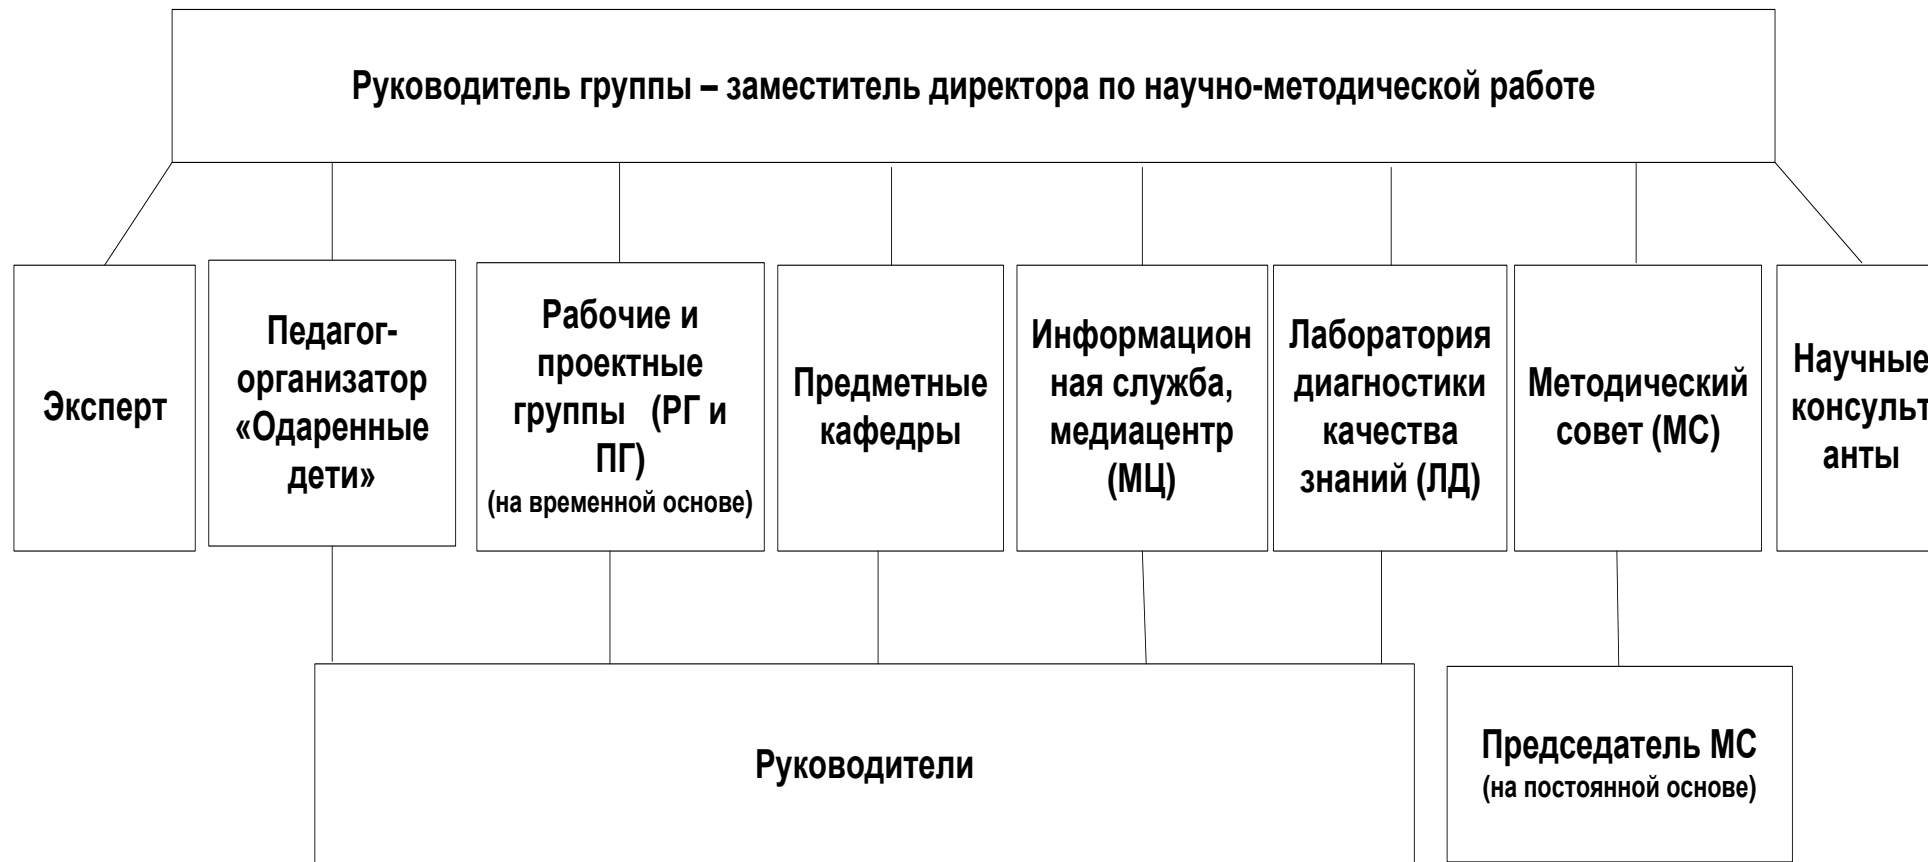 Руководитель группы – заместитель директора по научно-методической работе
Эксперт
Педагог-
организатор
«Одаренные
дети»
Рабочие и
проектные
группы (РГ и
ПГ)
(на временной основе)
Предметные
кафедры
Информацион
ная служба,
медиацентр
(МЦ)
Лаборатория
диагностики
качества
знаний (ЛД)
Методический
совет (МС)
Научные
консульт
анты
Руководители
Председатель МС
(на постоянной основе)